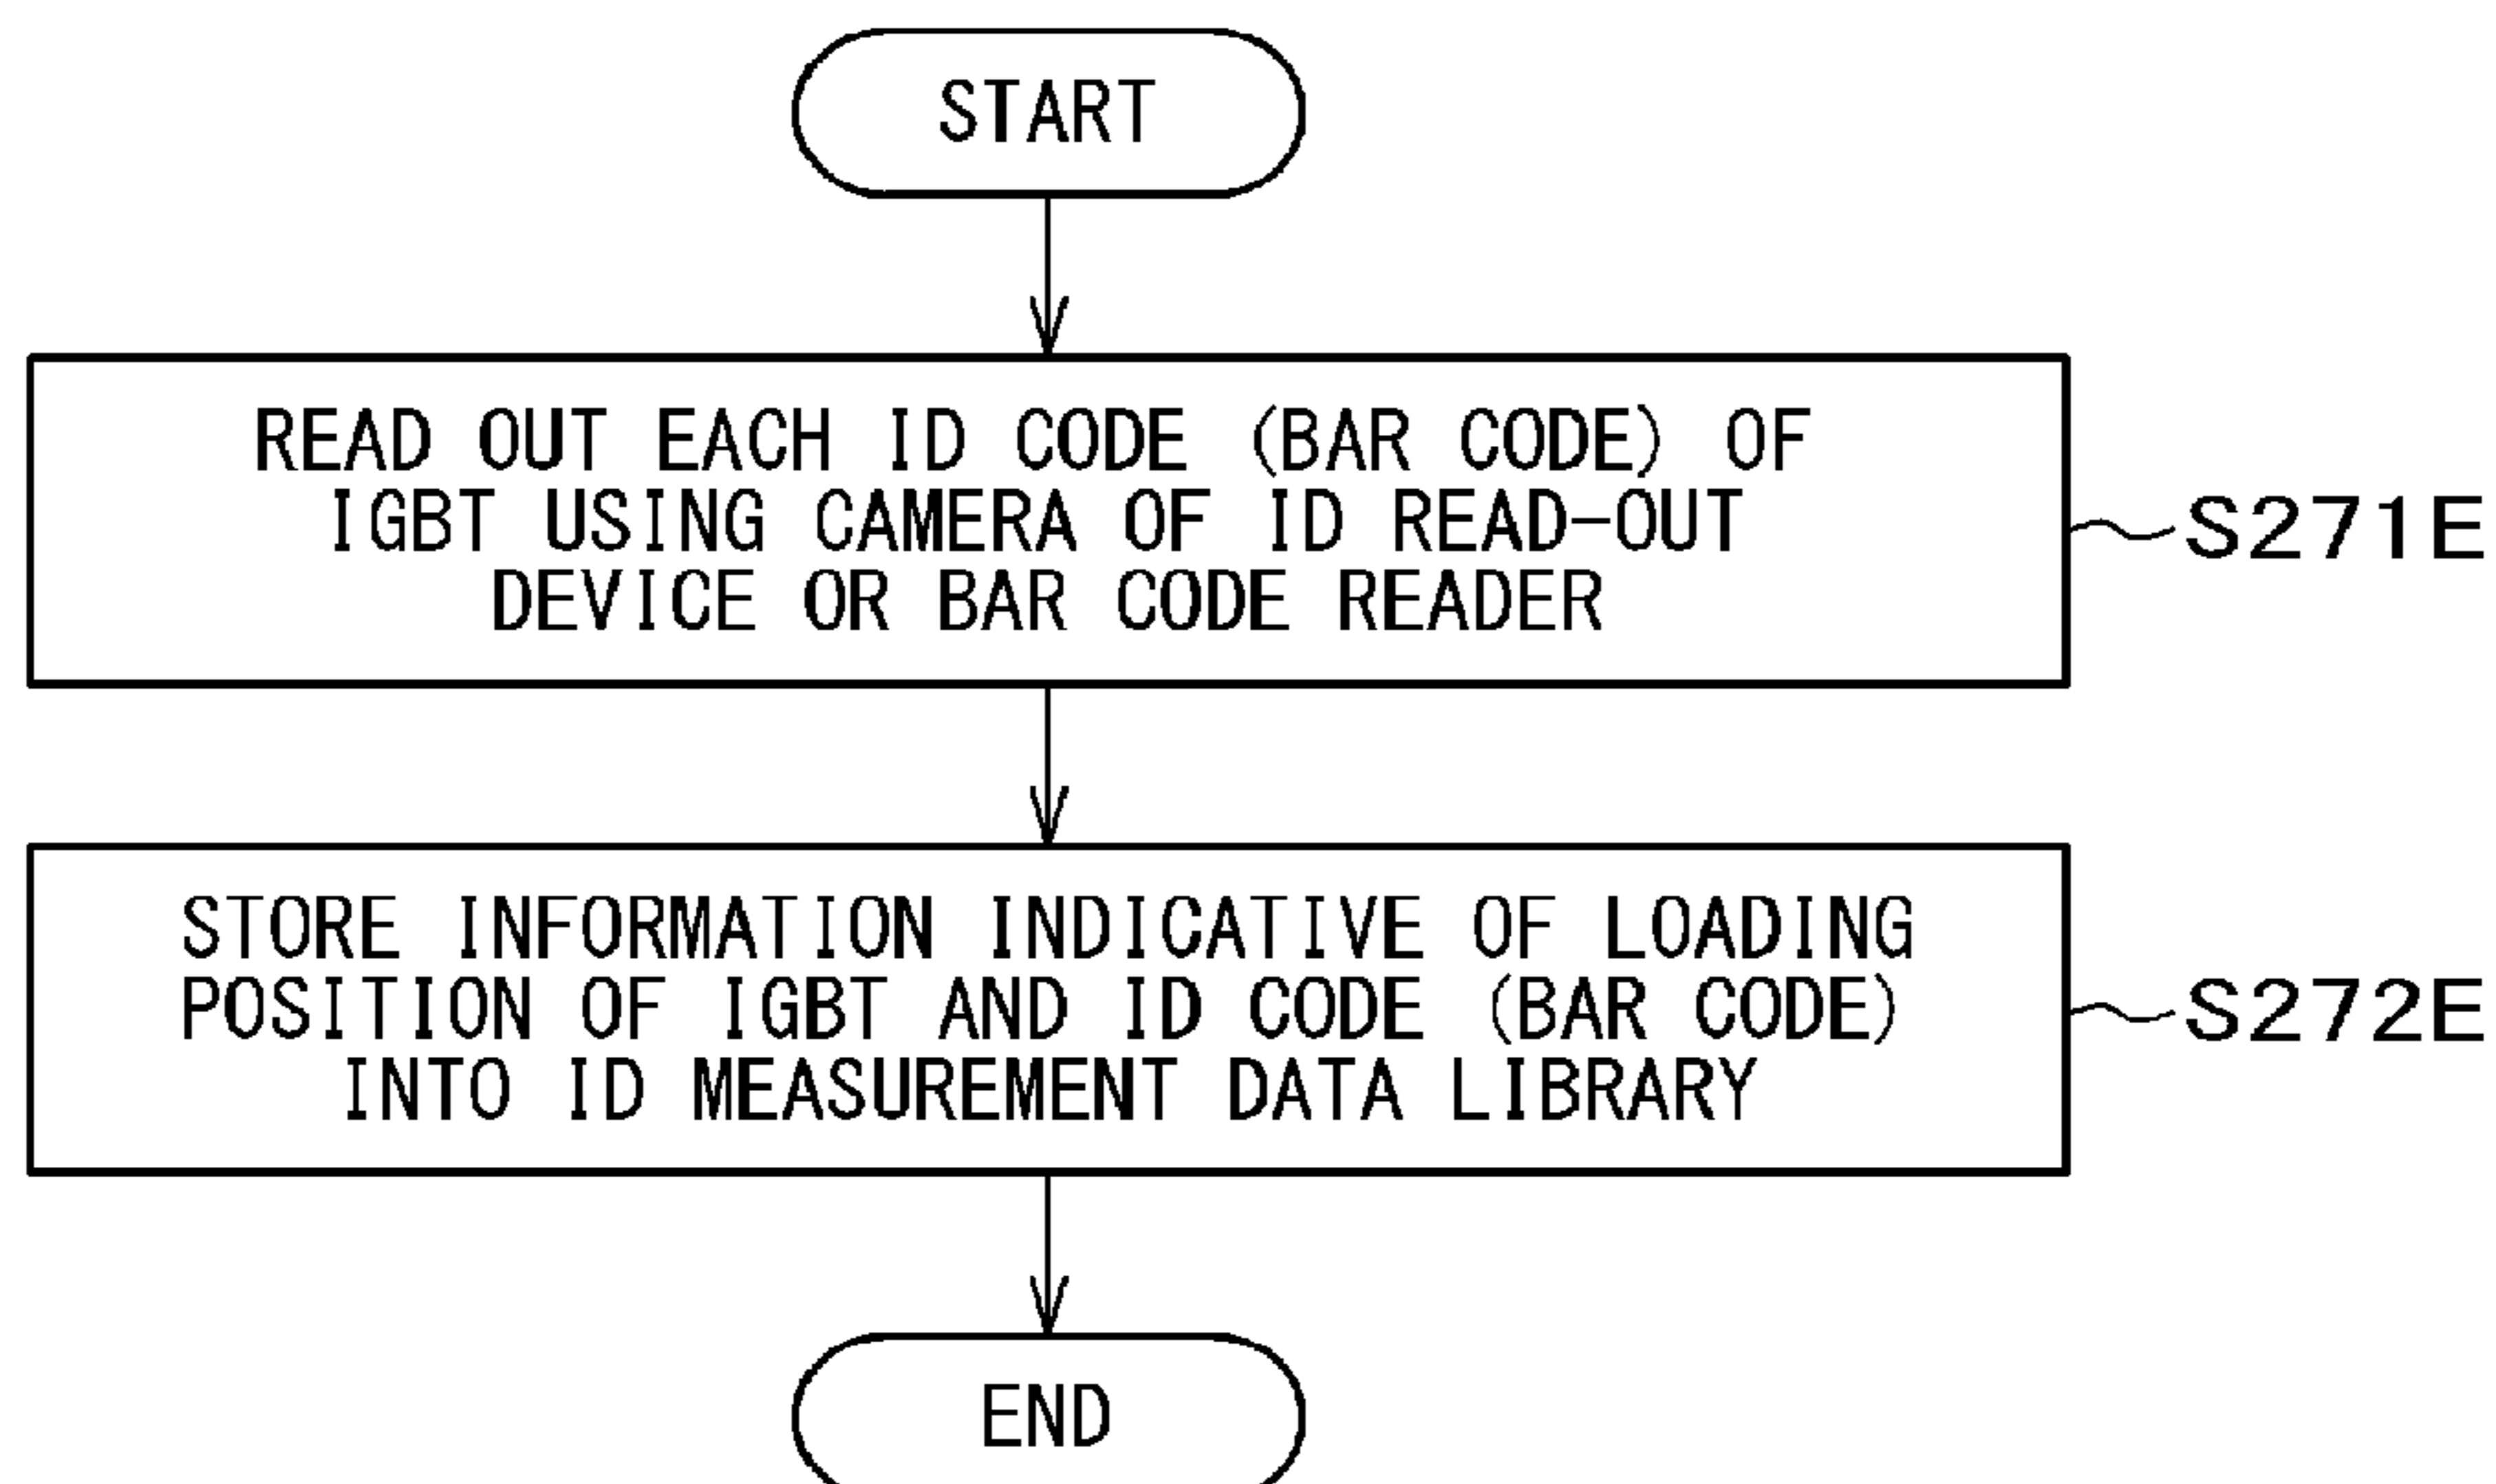 START
READ OUT EACH ID CODE (BAR CODE) OF
IGBT USING CAMERA OF ID READ-OUT
DEVICE OR BAR CODE READER
S271E
STORE INFORMATION INDICATIVE OF LOADING
POSITION OF IGBT AND ID CODE (BAR CODE)
INTO ID MEASUREMENT DATA LIBRARY
S272E
END